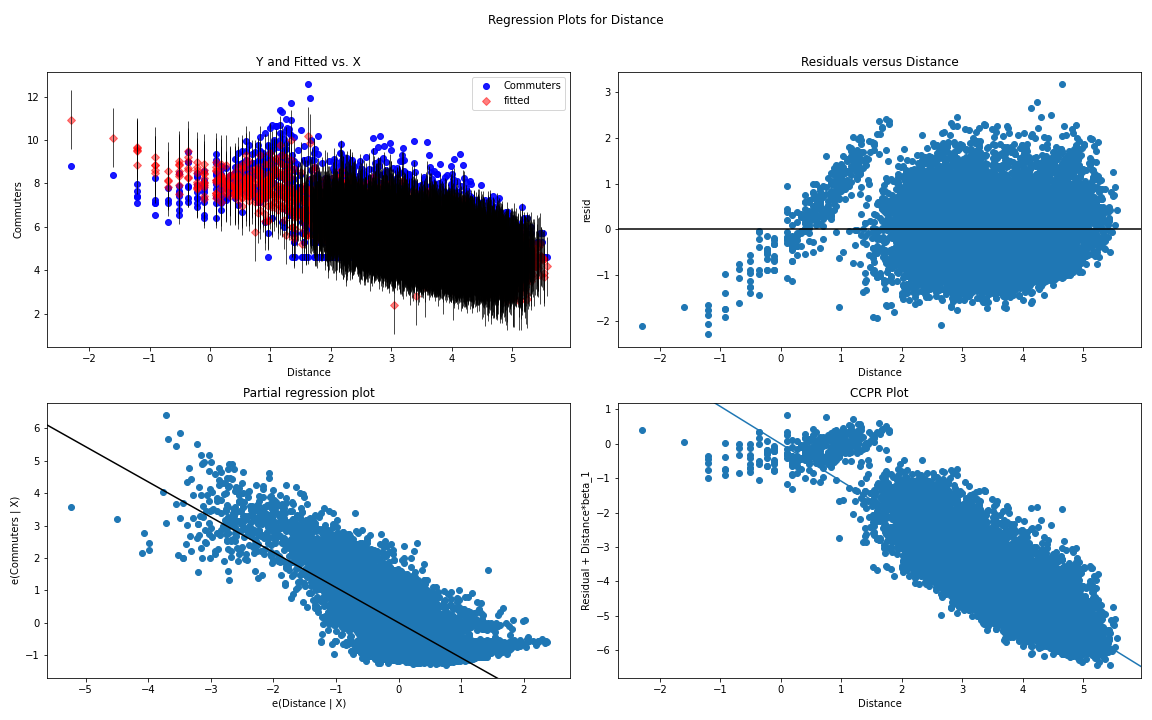 Regression Plots for Distance
Y and Fitted vs. X
Commuters
fitted
12
10
8
6
4
2
Commuters
−2 −1 0 1 2 3 4 5
Distance
Residuals versus Distance
3
2
1
0
−1
−2
resid
−2 −1 0 1 2 3 4 5
Distance
Partial regression plot
6
5
4
3
2
1
0
−1
e(Commuters | X)
−5 −4 −3 −2 −1 0 1 2
e(Distance | X)
CCPR Plot
1
0
−1
−2
−3
−4
−5
−6
Residual + Distance*beta_1
−2 −1 0 1 2 3 4 5
Distance